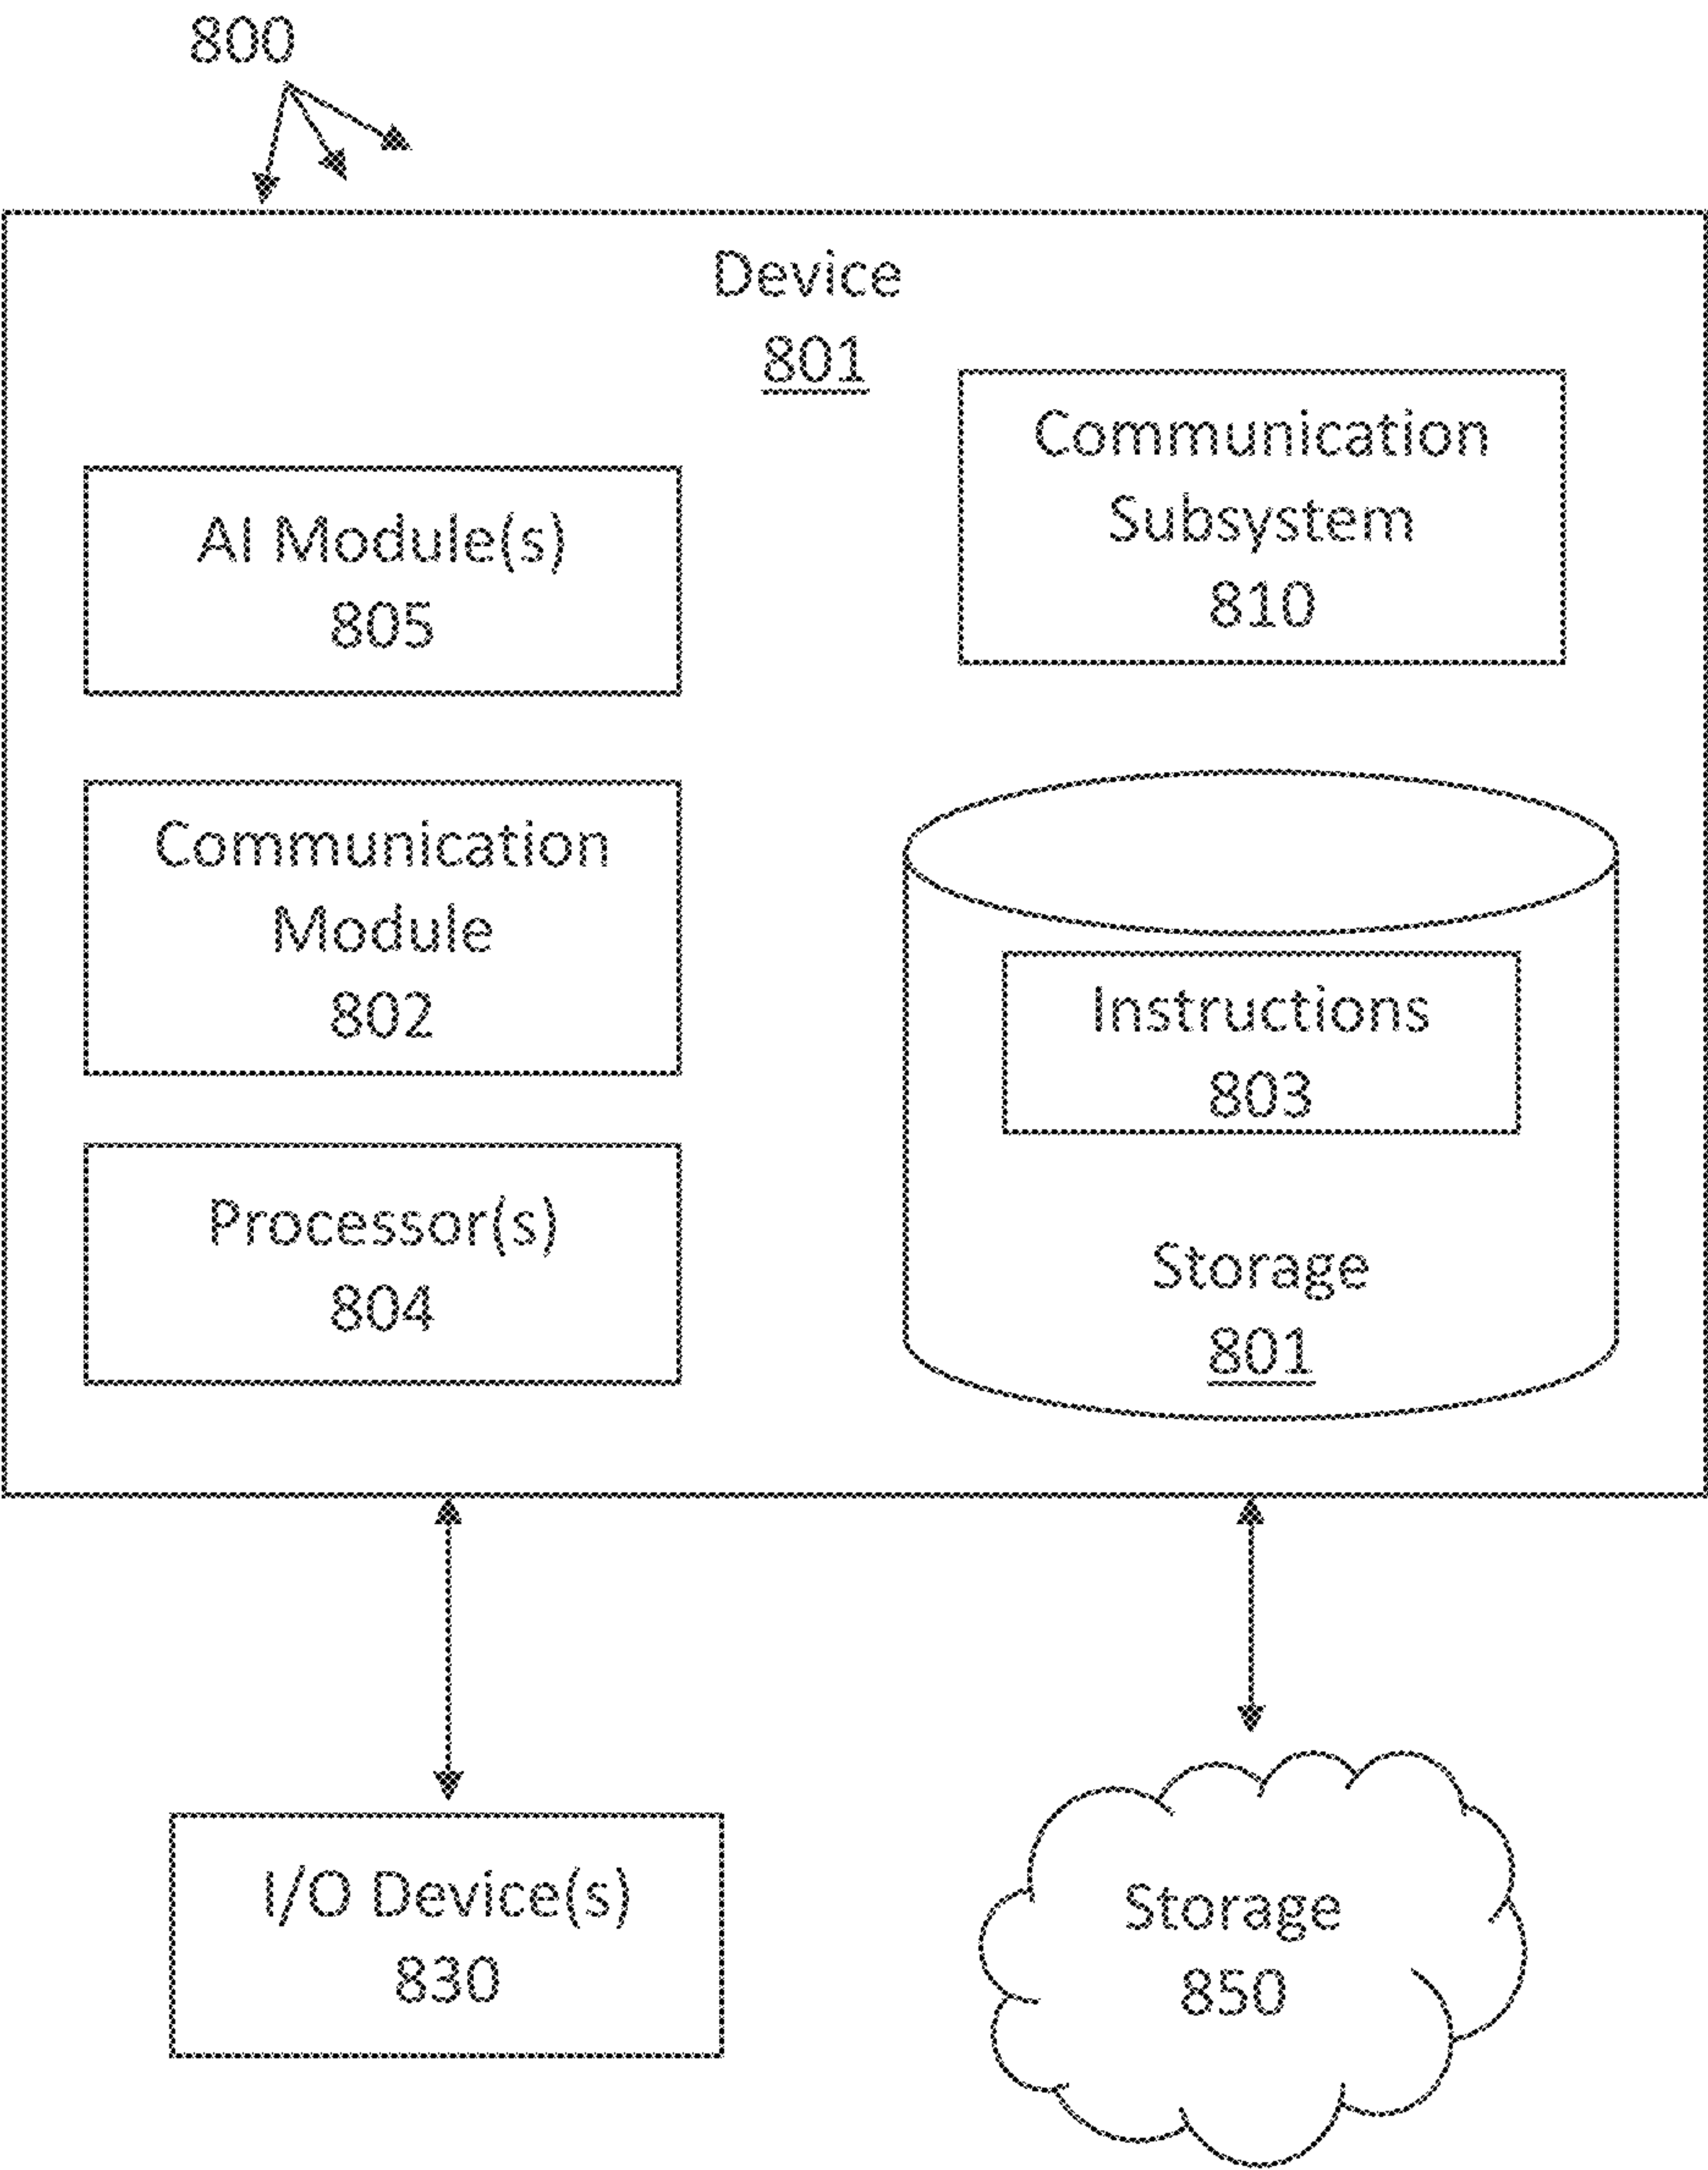 800
Device
801
AI Module(s)
805
Communication
Subsystem
810
Communication
Module
802
Instructions
803
Processor(s)
804
Storage
801
I/O Device(s)
830
Storage
850